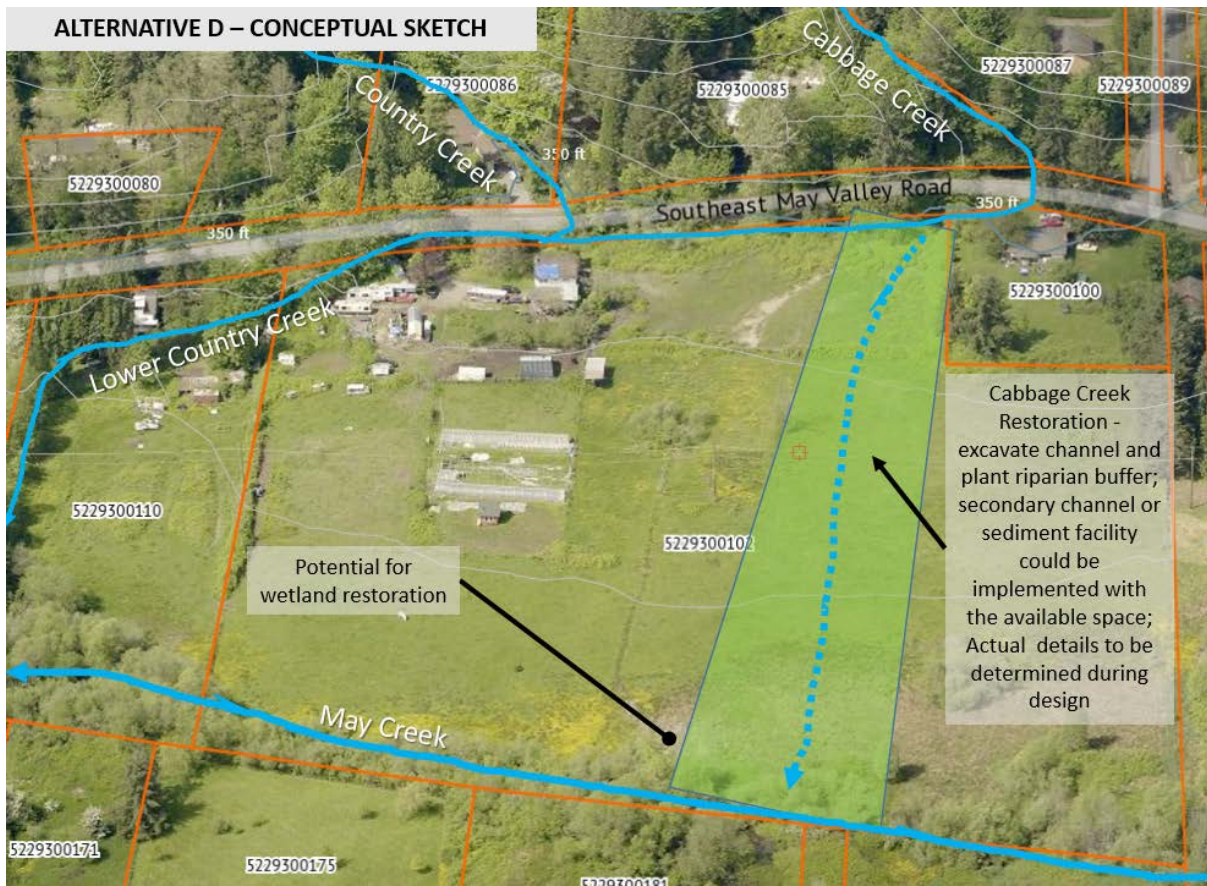 ALTERNATIVE D – CONCEPTUAL SKETCH
Country Creek
5229300086
5229300085
Cabbage Creek
5229300087
5229300089
5229300080
350 ft
350 ft
Southeast May Valley Road
350 ft
5229300100
Lower Country Creek
Cabbage Creek
Restoration -
excavate channel and
plant riparian buffer;
secondary channel or
sediment facility
could be
implemented with
the available space;
Actual details to be
determined during
design
5229300110
5229300102
Potential for
wetland restoration
May Creek
5229300171
5229300175
5229300181